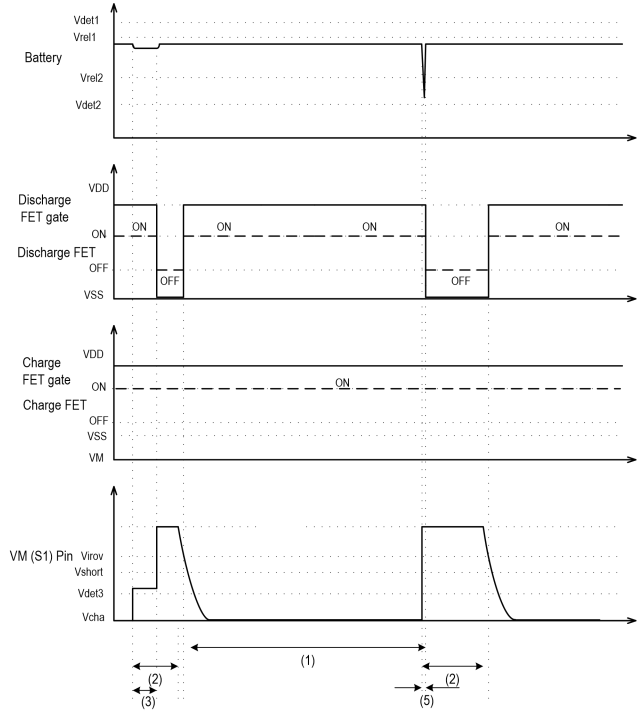 Vdet1
Vrel1
Battery
Vrel2
Vdet2
VDD
Discharge
FET gate
ON ON ON ON ON
Discharge FET
OFF
OFF OFF
VSS
VDD
Charge
FET gate
ON ON
Charge FET
OFF
VSS
VM
VM (S1) Pin Virov
Vshort
Vdet3
Vcha
(1)
(2) (2)
(3) (5)